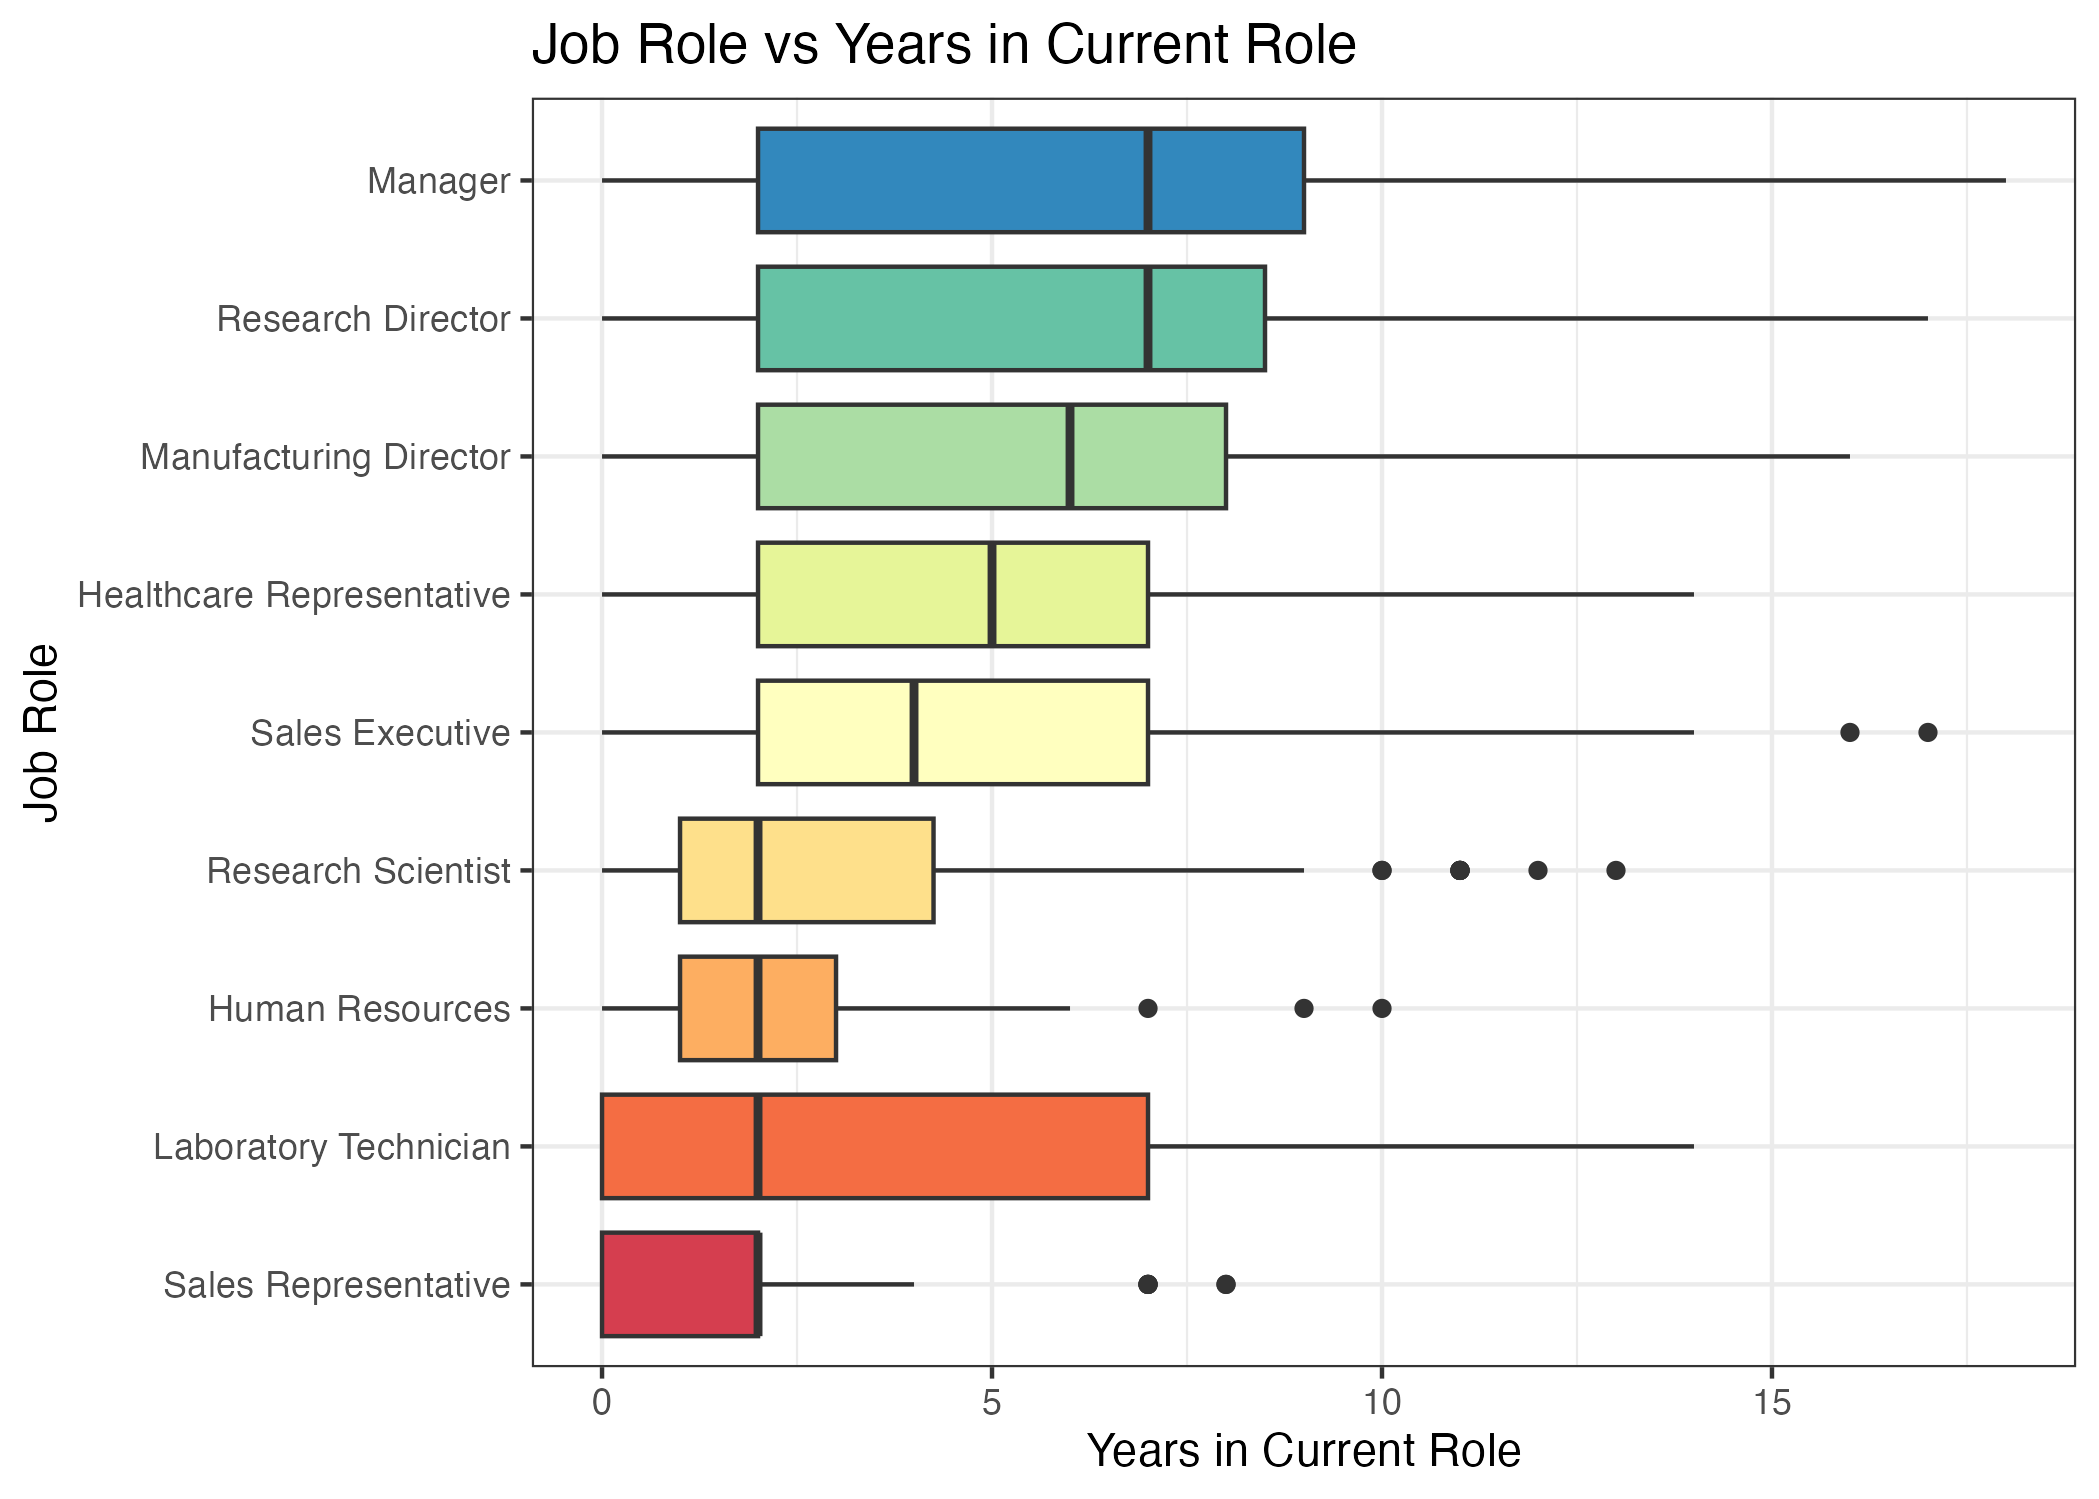 Job Role vs Years in Current Role
Manager
Research Director
Manufacturing Director
Healthcare Representative
Sales Executive
Research Scientist
Human Resources
Laboratory Technician
Sales Representative
Job Role
0 5 10 15
Years in Current Role